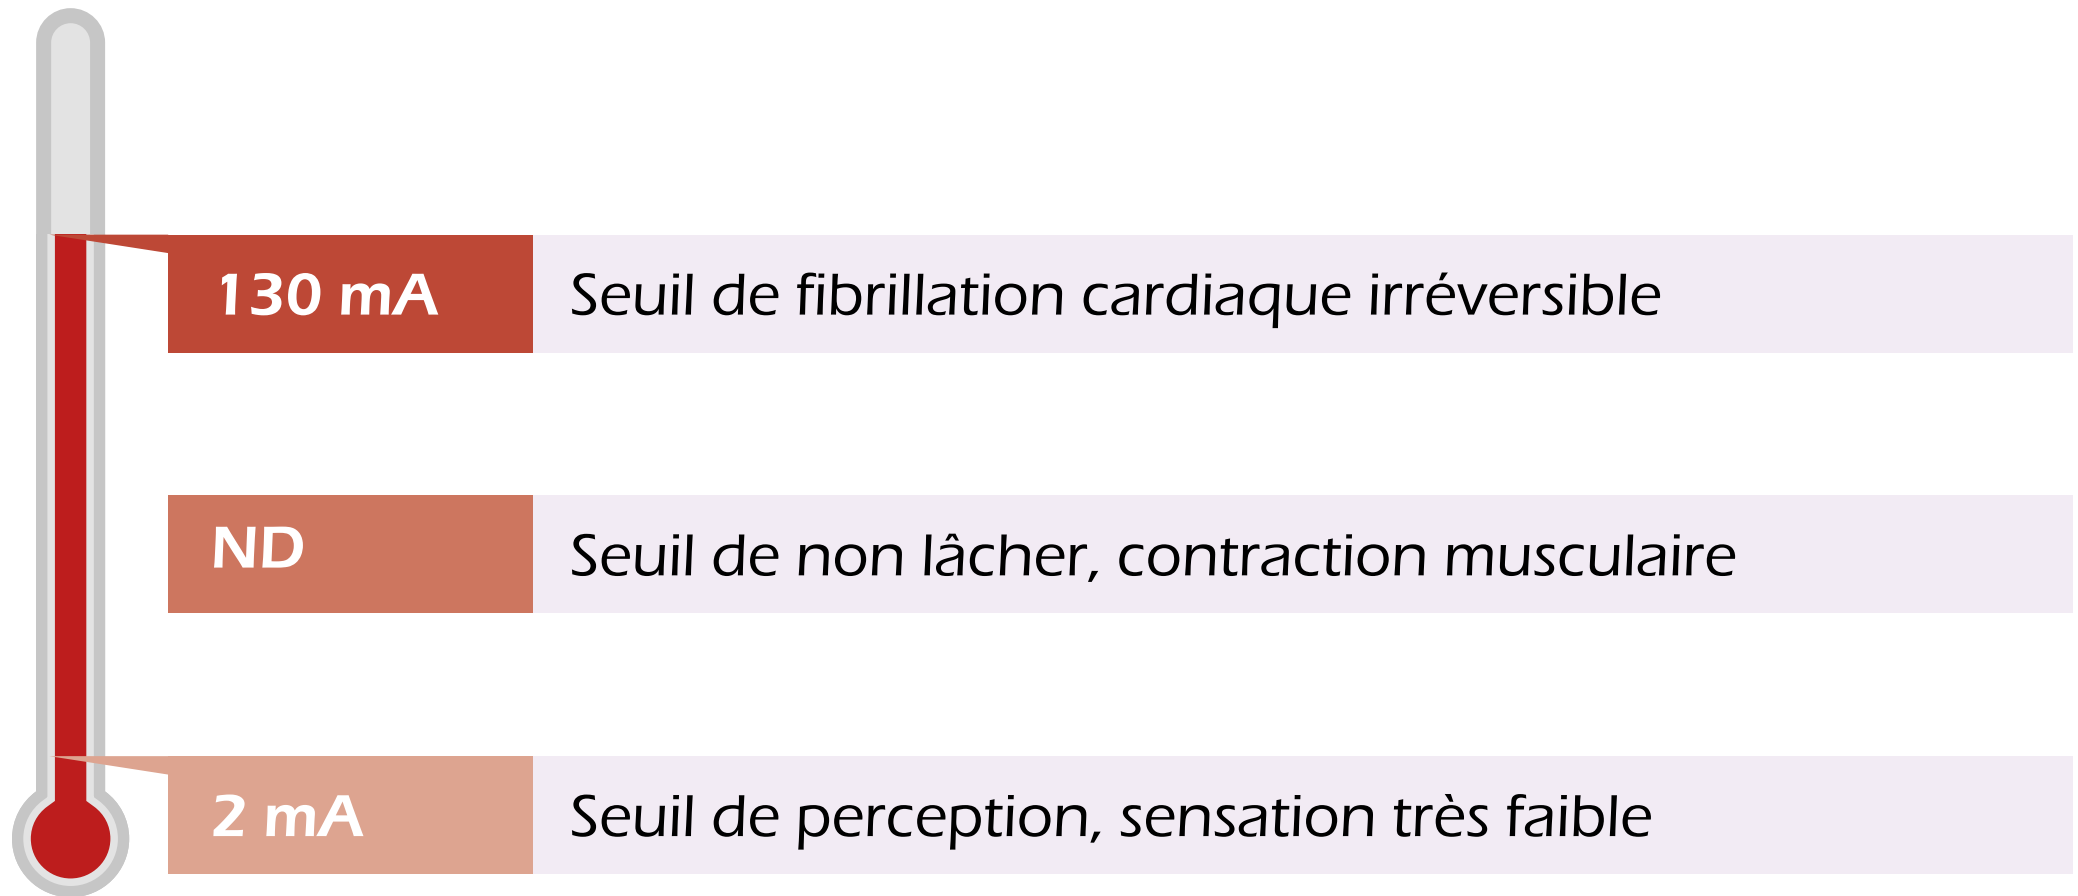 130 mA Seuil de fibrillation cardiaque irréversible
ND Seuil de non lâcher, contraction musculaire
2 mA Seuil de perception, sensation très faible